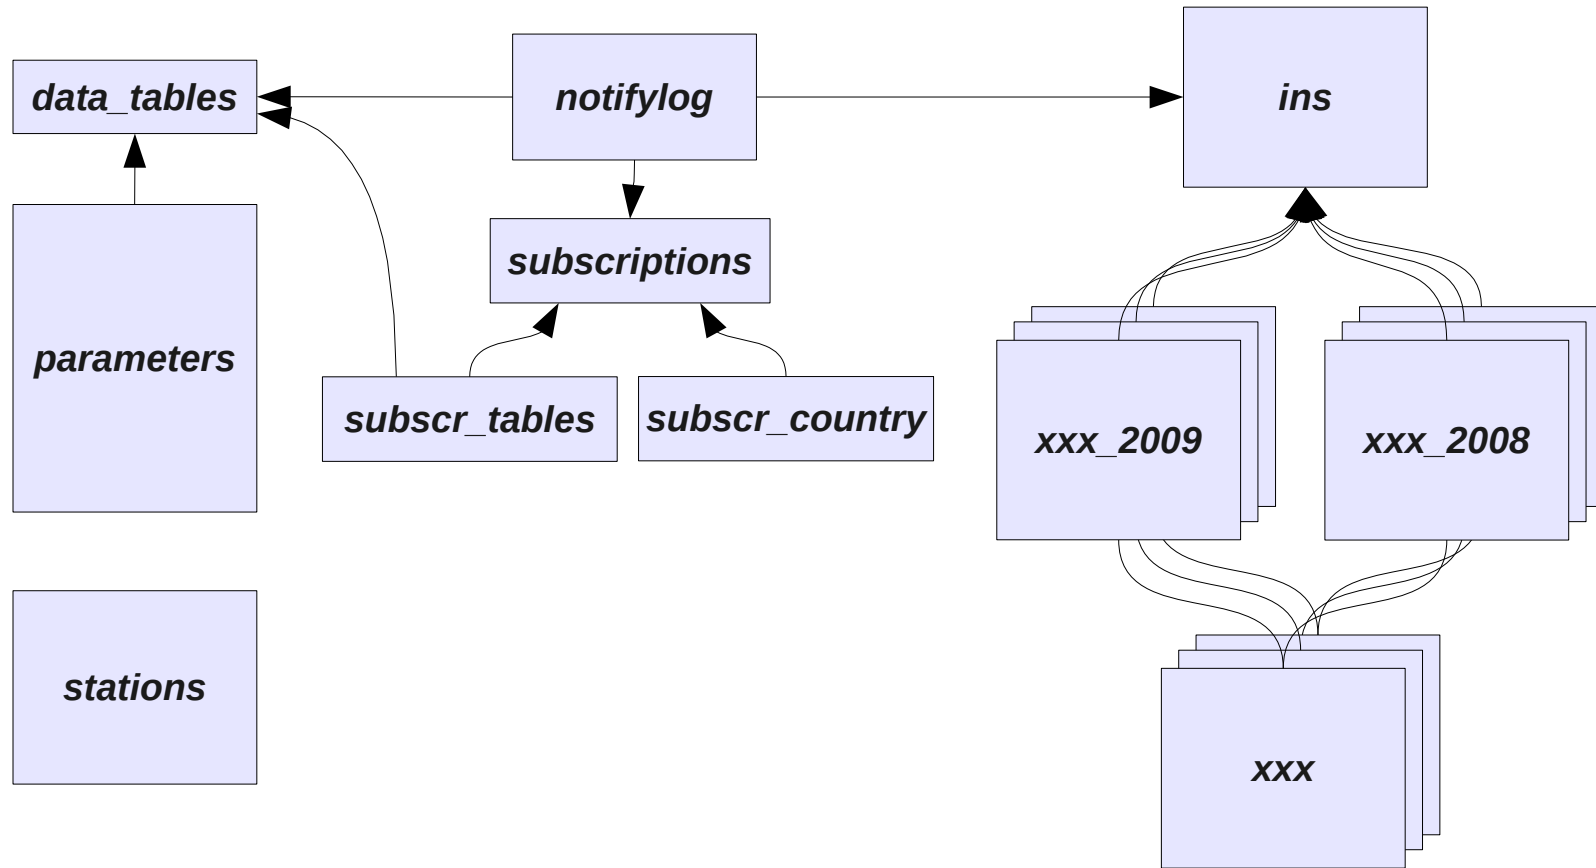 data_tables
notifylog
ins
subscriptions
parameters
subscr_tables
subscr_country
xxx_2009
xxx_2008
stations
xxx